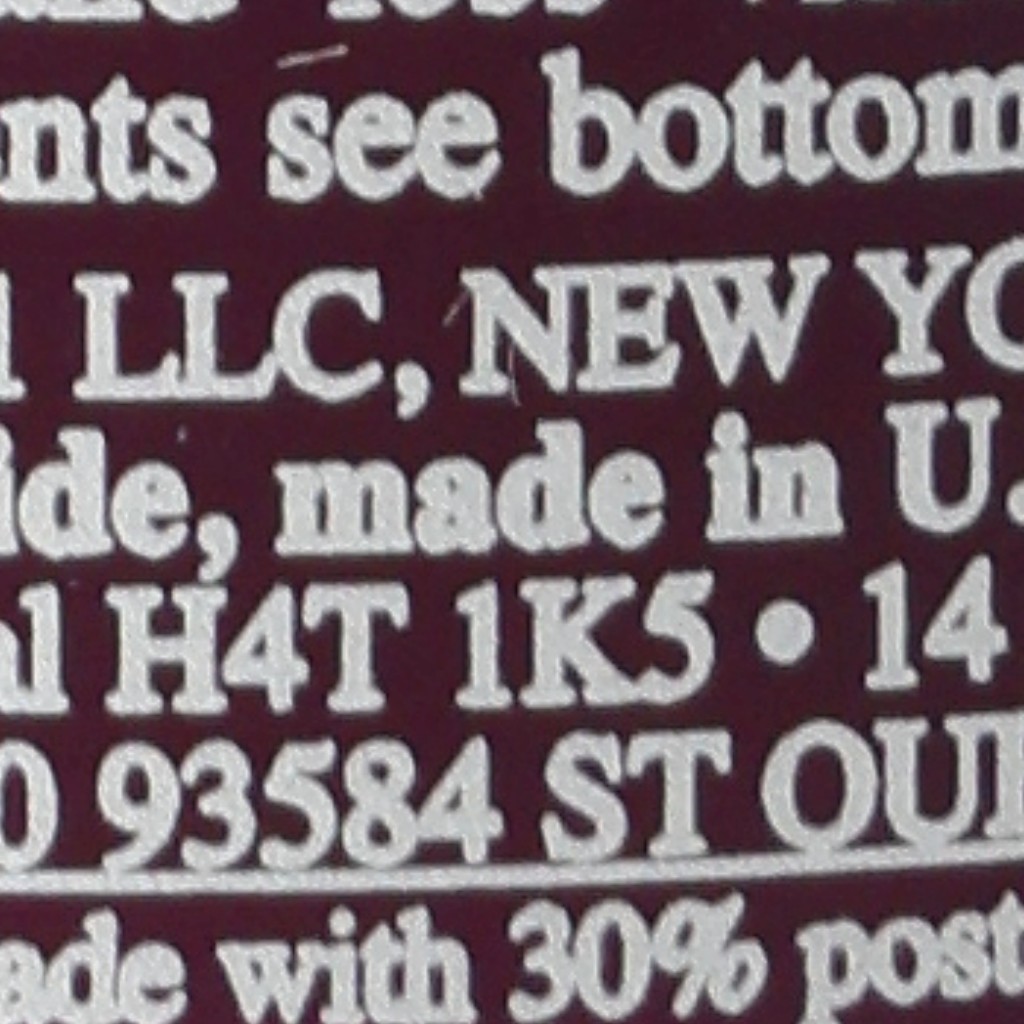 nts see bottom
LLC, NEW YO
ide, made in U.
al H4T 1K5 • 14
0 93584 ST OUE
ade with 30% post